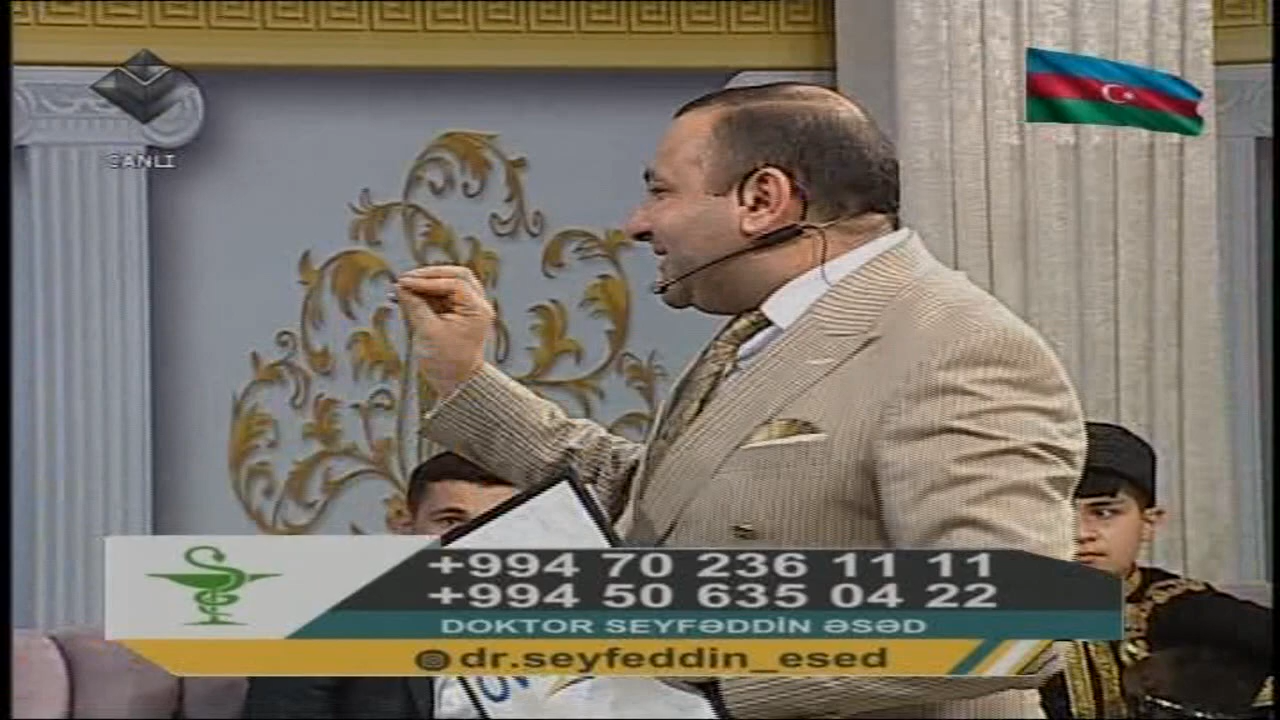 CANLI
+994 70 236 11 11
+994 50 635 04 22
DOKTOR SEYFƏDDİN ƏSƏD
dr.seyfeddin_esed